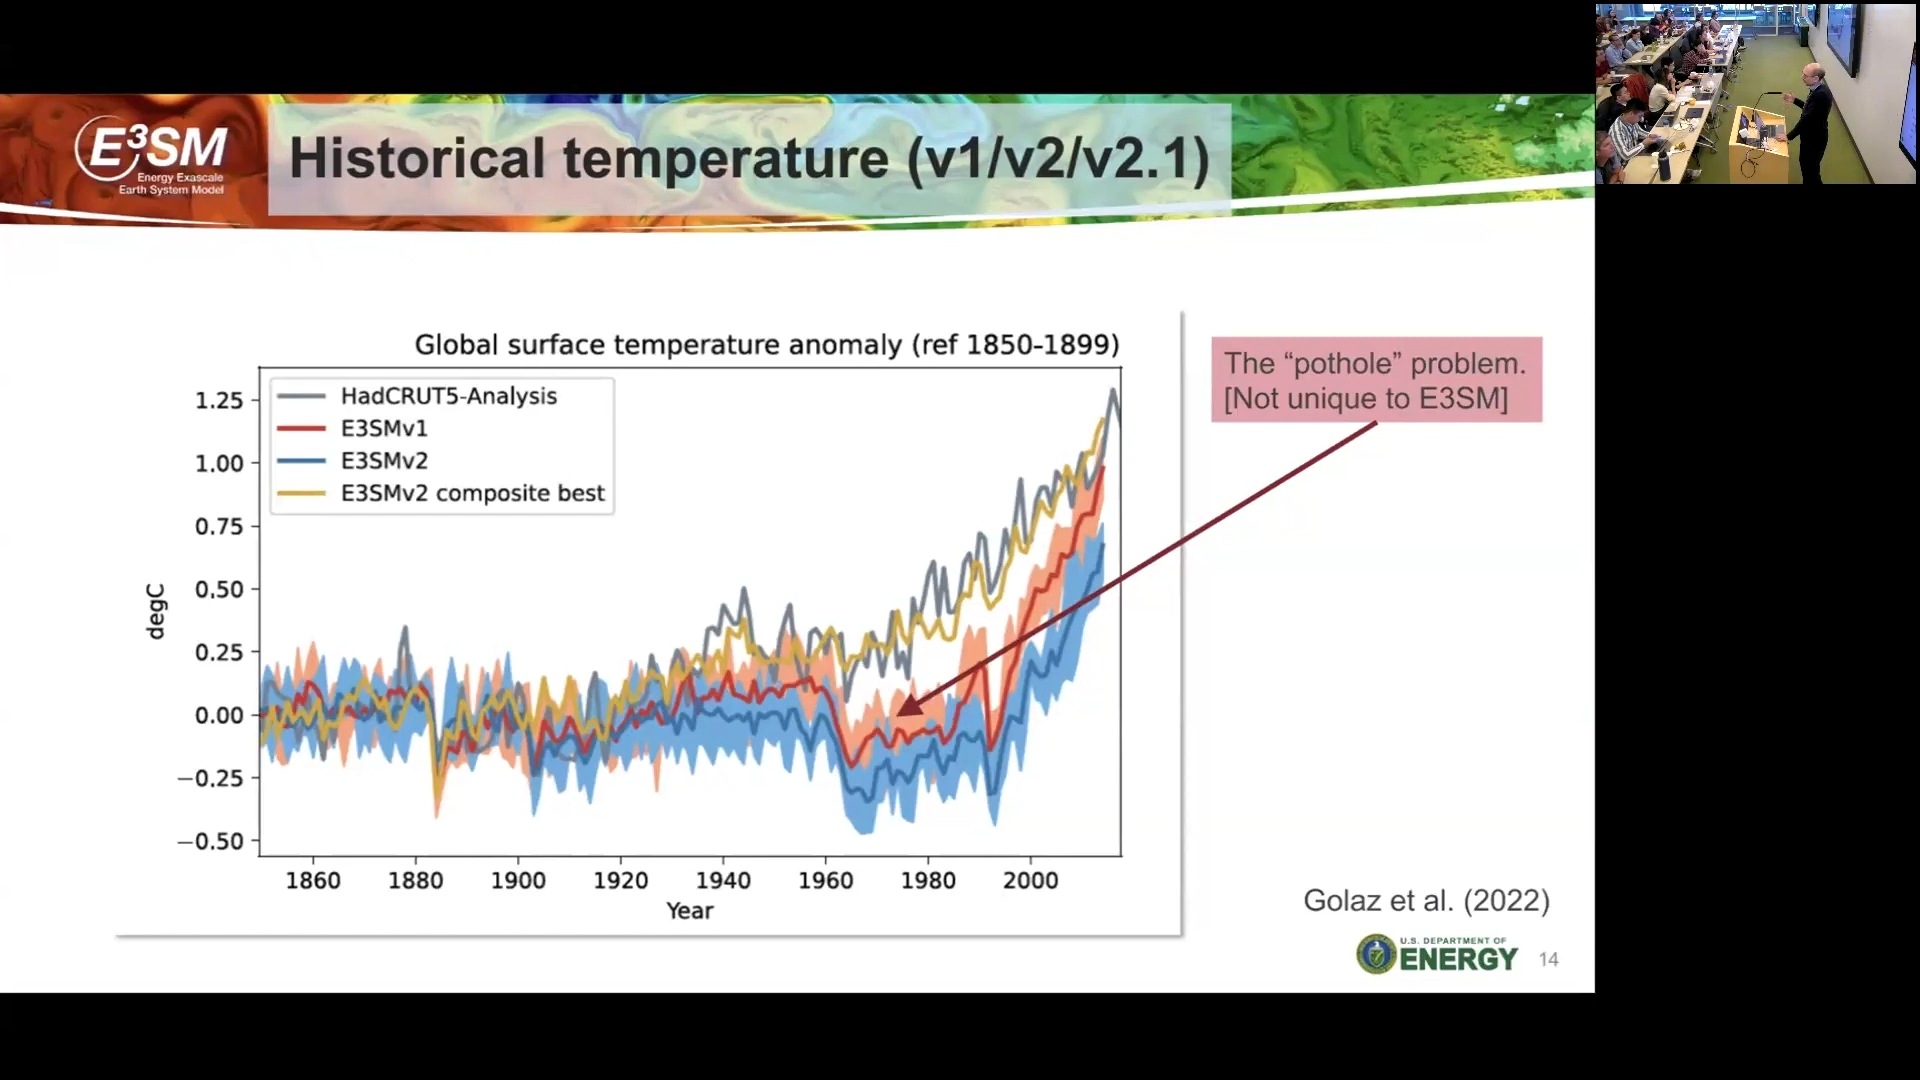 E³SM
Energy Exascale
Earth System Model
Historical temperature (v1/v2/v2.1)
Global surface temperature anomaly (ref 1850-1899)
HadCRUT5-Analysis
E3SMv1
E3SMv2
E3SMv2 composite best
1.25
1.00
0.75
0.50
0.25
0.00
−0.25
−0.50
degC
1860 1880 1900 1920 1940 1960 1980 2000
Year
The “pothole” problem.
[Not unique to E3SM]
Golaz et al. (2022)
U.S. DEPARTMENT OF
ENERGY
14